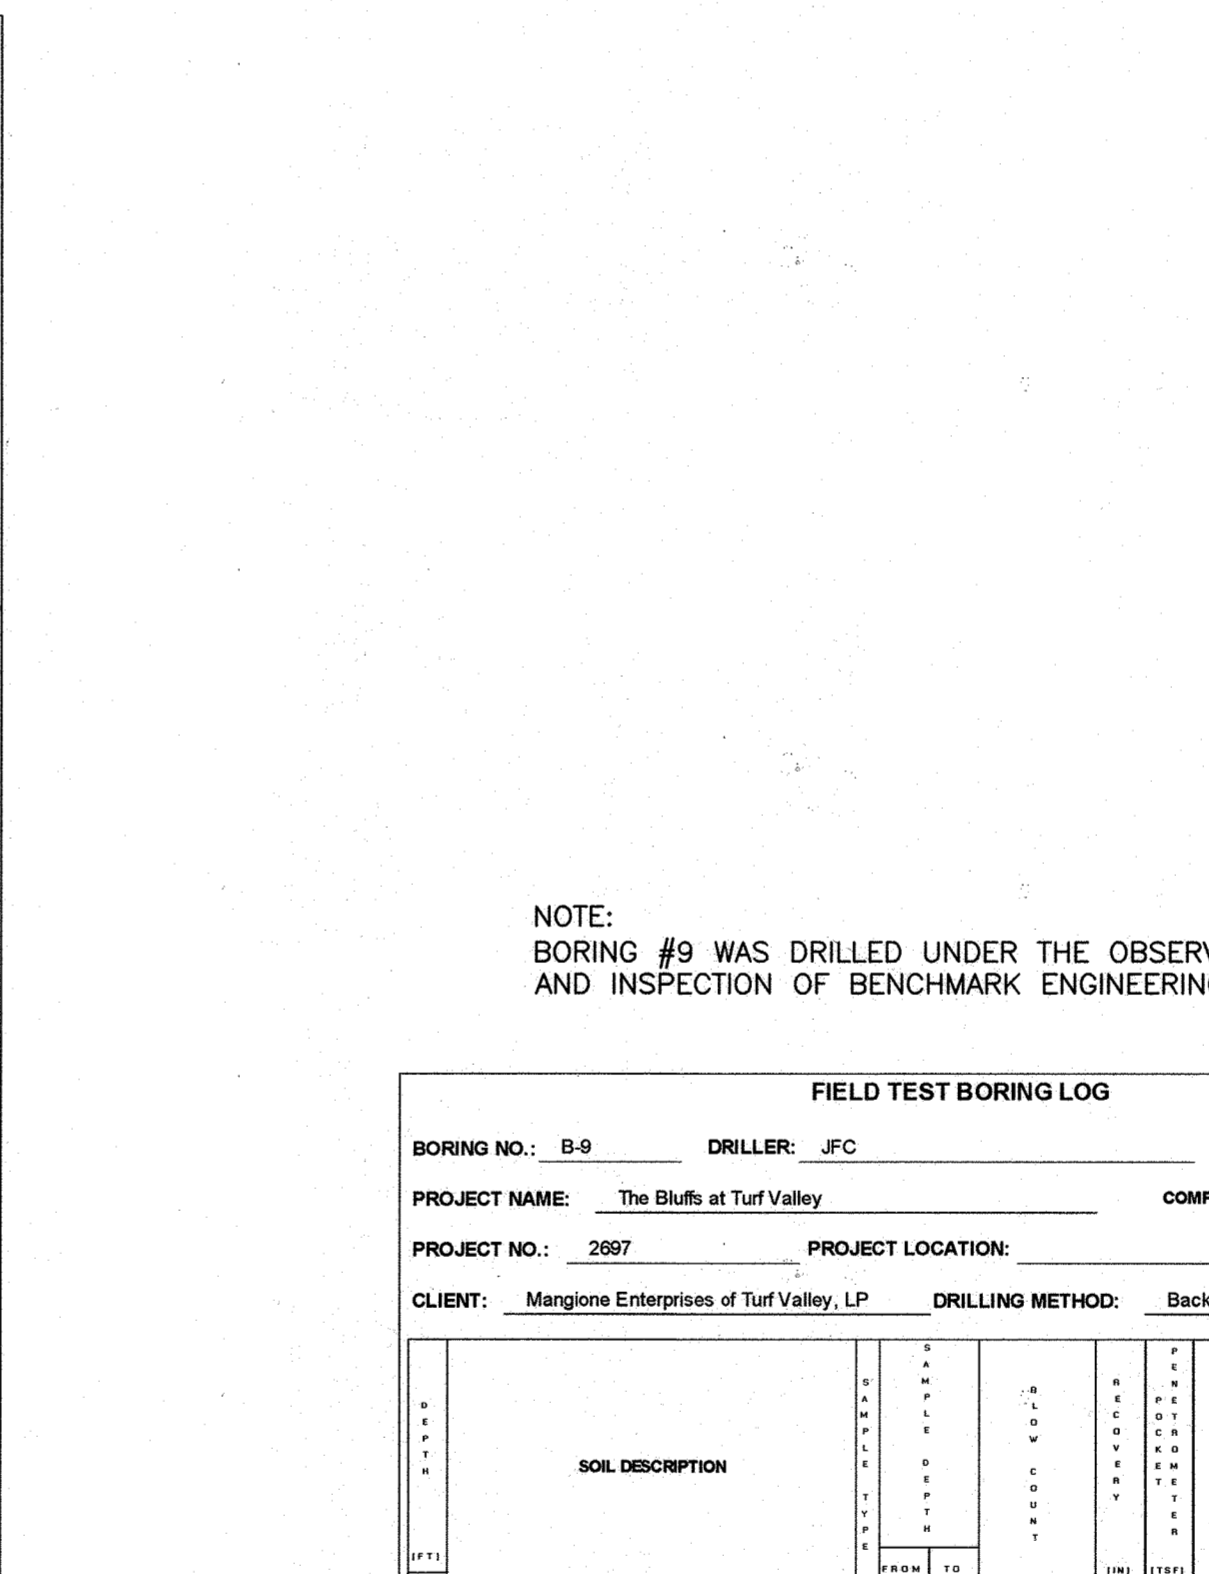 NOTE:
BORING #9 WAS DRILLED UNDER THE OBSERV
AND INSPECTION OF BENCHMARK ENGINEERING
FIELD TEST BORING LOG
BORING NO.: B-9 DRILLER: JFC
PROJECT NAME: The Bluffs at Turf Valley COMP
PROJECT NO.: 2697 PROJECT LOCATION:
CLIENT: Mangione Enterprises of Turf Valley, LP DRILLING METHOD: Back
DEPTH
[FT]
SOIL DESCRIPTION
SAMPLE TYPE
SAMPLE DEPTH
FROM TO
BLOW COUNT
RECOVERY
[IN]
POCKET
PENETROMETER
[TSF]